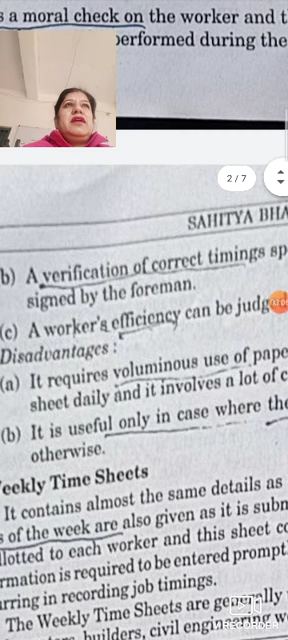 s a moral check on the worker and t
performed during the
2/7
SAHITYA BHA
b) A verification of correct timings sp
signed by the foreman.
(c) A worker's efficiency can be judg
Disadvantages :
(a) It requires voluminous use of pape
sheet daily and it involves a lot of c
(b) It is useful only in case where the
otherwise.
eekly Time Sheets
It contains almost the same details as
s of the week are also given as it is subm
llotted to each worker and this sheet co
rmation is required to be entered prompt
rring in recording job timings.
The Weekly Time Sheets are generally
builders, civil engineering w
RECORDER